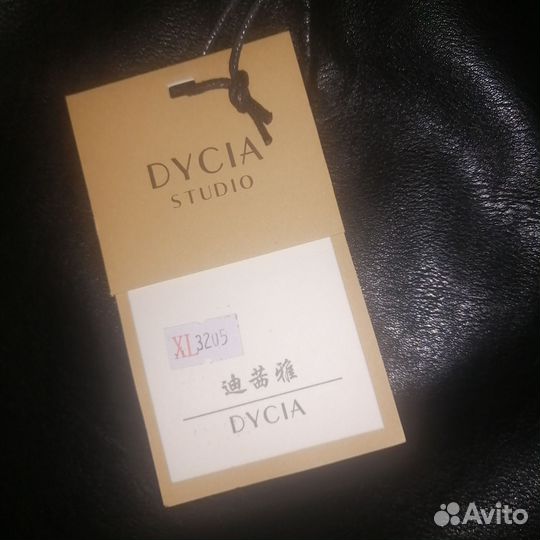 DYCIA
STUDIO
XL3205
迪茜雅
DYCIA
Avito